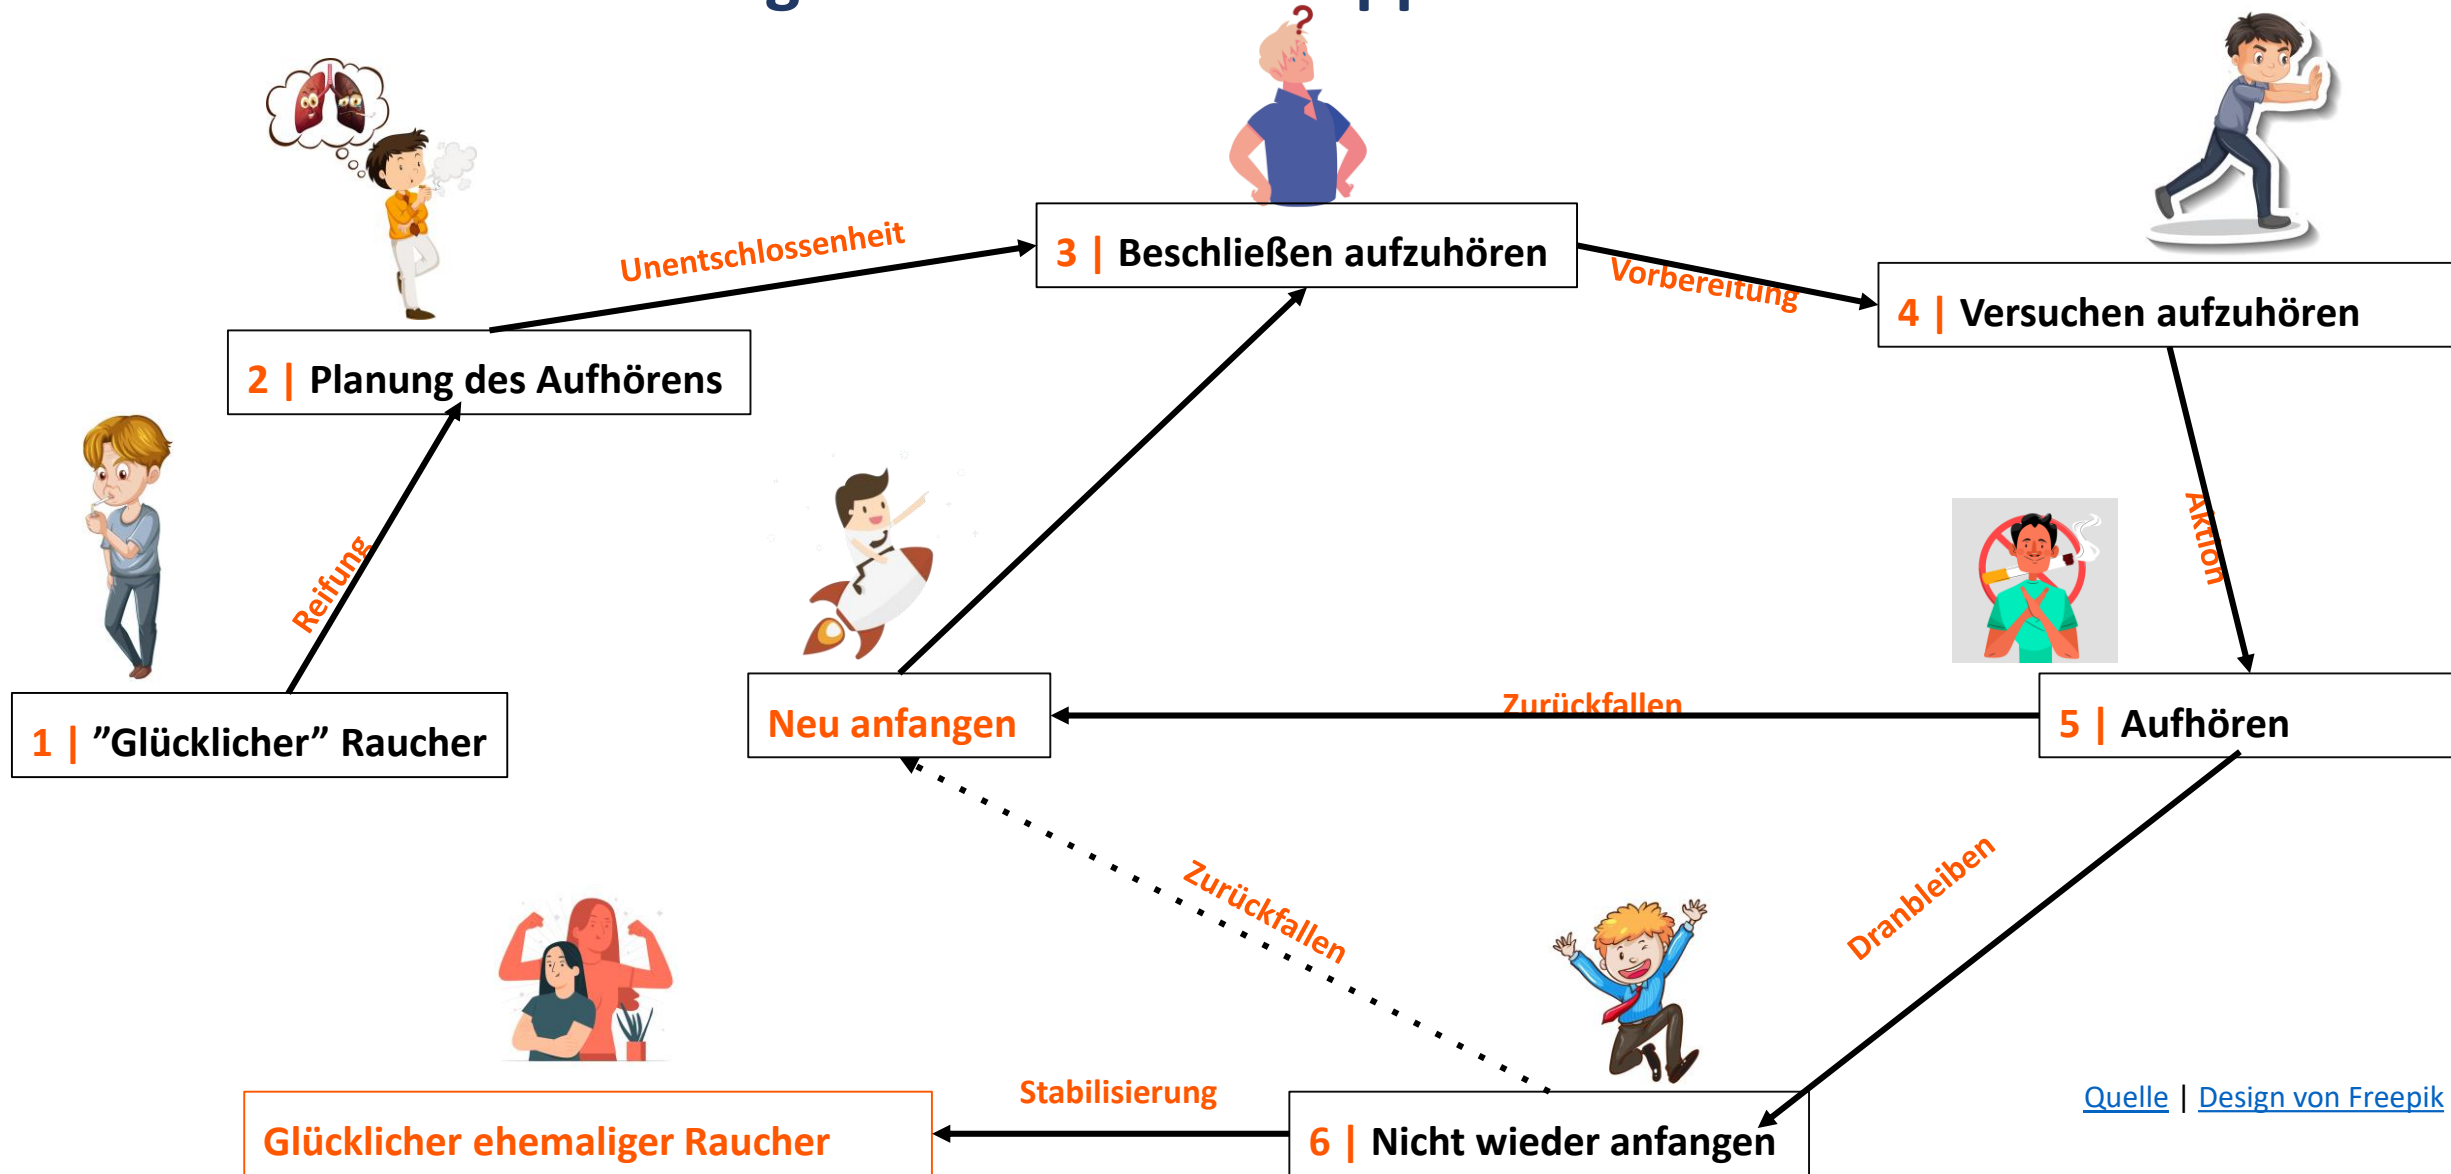 3 | Beschließen aufzuhören
Unentschlossenheit
Vorbereitung
4 | Versuchen aufzuhören
2 | Planung des Aufhörens
Reifung
Aktion
1 | ”Glücklicher” Raucher
Neu anfangen
Zurückfallen
5 | Aufhören
Zurückfallen
Dranbleiben
Stabilisierung
Glücklicher ehemaliger Raucher
6 | Nicht wieder anfangen
Quelle | Design von Freepik